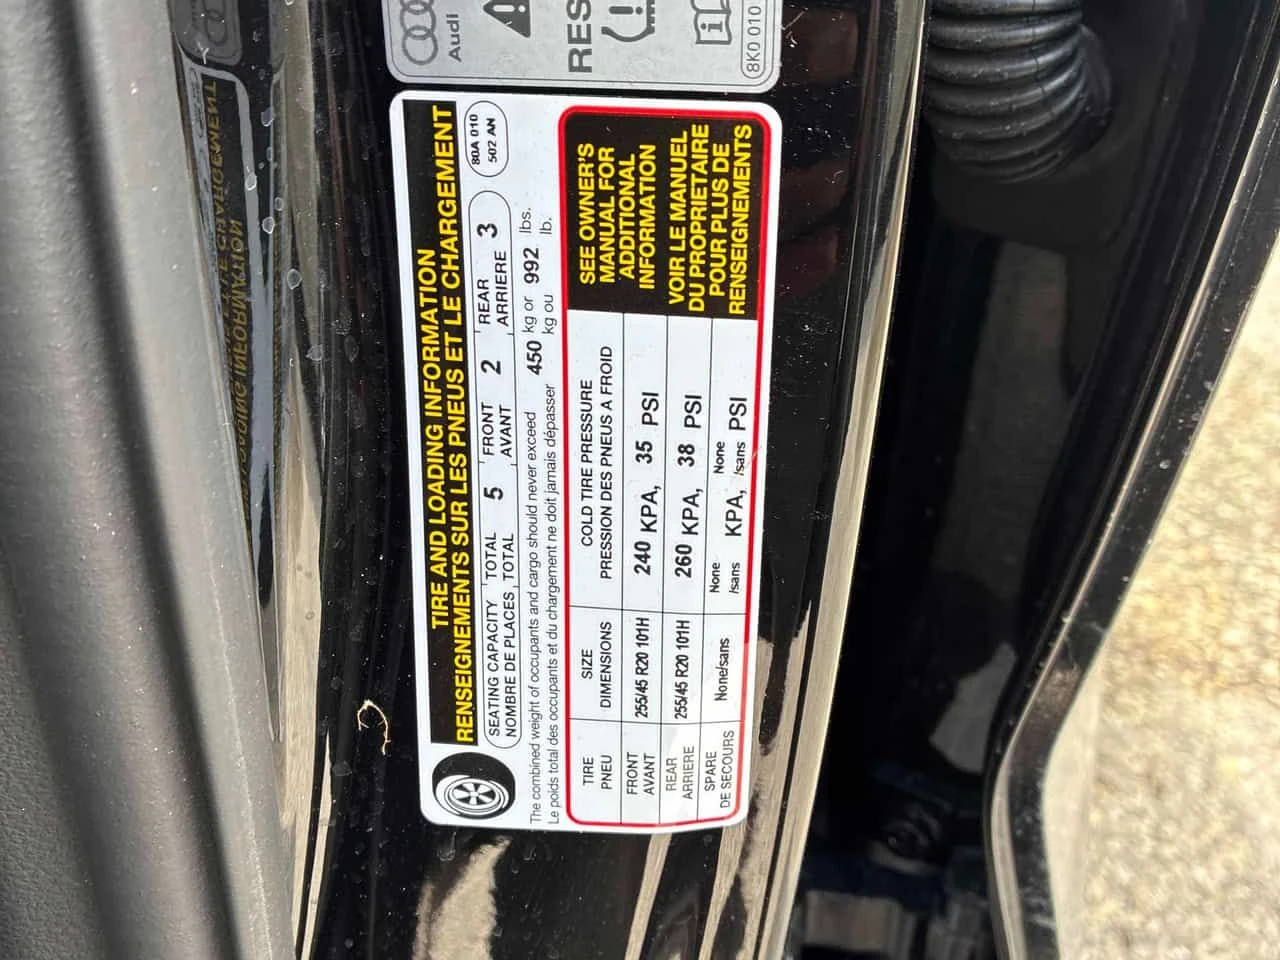 Audi
RES
8K0 010
TIRE AND LOADING INFORMATION
RENSEIGNEMENTS SUR LES PNEUS ET LE CHARGEMENT
80A 010
502 AN
SEATING CAPACITY TOTAL 5 FRONT 2 REAR 3
NOMBRE DE PLACES TOTAL AVANT ARRIERE
The combined weight of occupants and cargo should never exceed 450 kg or 992 lbs.
Le poids total des occupants et du chargement ne doit jamais dépasser kg ou lb.
TIRE SIZE COLD TIRE PRESSURE
PNEU DIMENSIONS PRESSION DES PNEUS A FROID
FRONT
AVANT 255/45 R20 101H 240 KPA, 35 PSI
REAR
ARRIERE 255/45 R20 101H 260 KPA, 38 PSI
SPARE None None
DE SECOURS None/sans /sans KPA, /sans PSI
SEE OWNER'S
MANUAL FOR
ADDITIONAL
INFORMATION
VOIR LE MANUEL
DU PROPRIETAIRE
POUR PLUS DE
RENSEIGNEMENTS